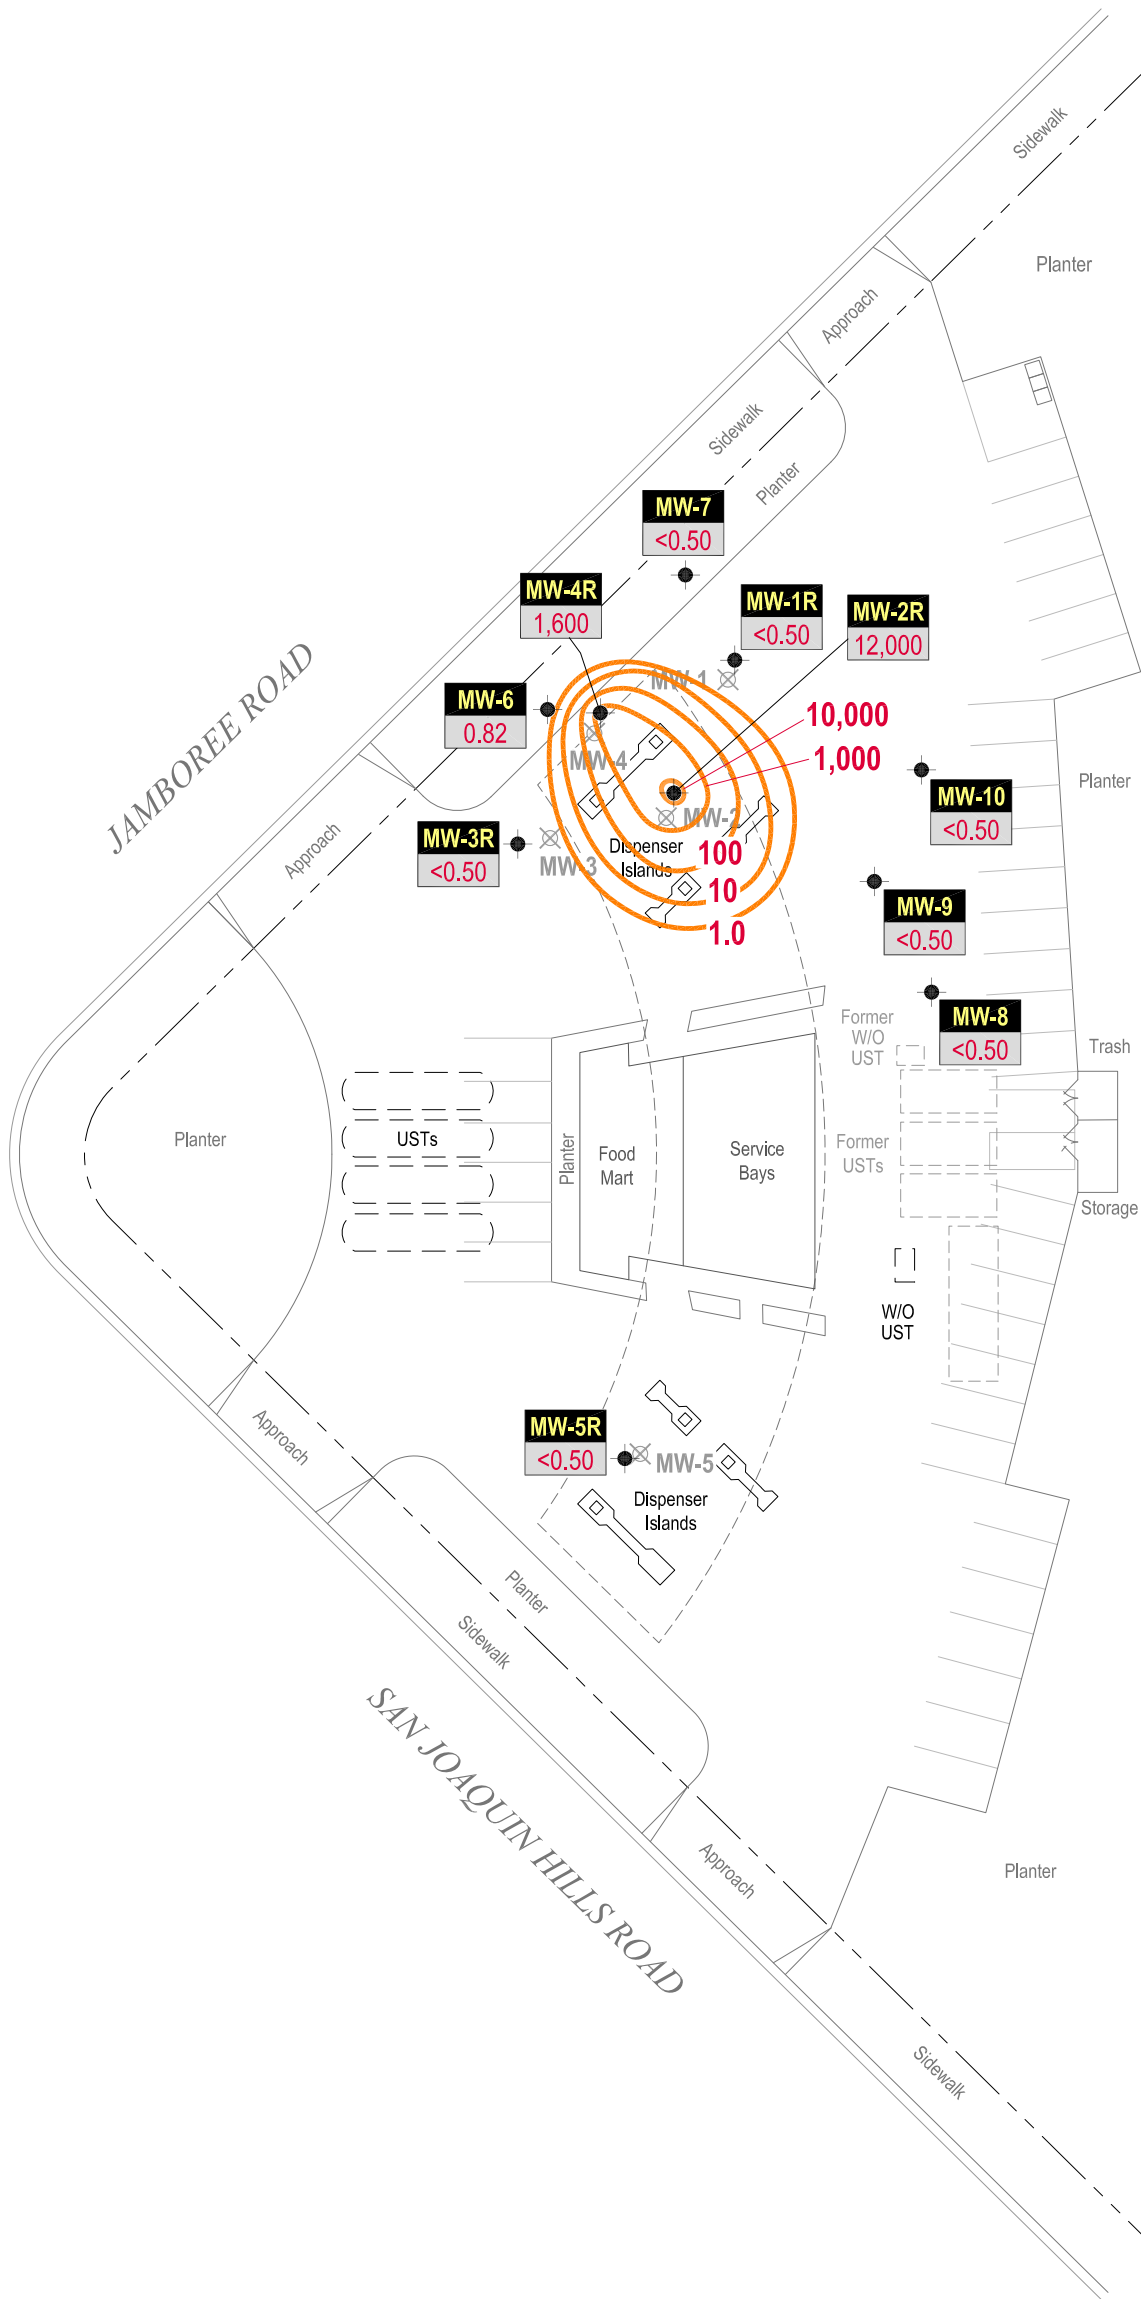 Sidewalk
Planter
Approach
Sidewalk
Planter
MW-7
<0.50
MW-4R
1,600
MW-1R
<0.50
MW-2R
12,000
JAMBOREE ROAD
MW-6
0.82
MW-1
10,000
1,000
MW-4
MW-2
Planter
MW-10
<0.50
Approach
MW-3R
<0.50
MW-3
Dispenser
Islands
100
10
1.0
MW-9
<0.50
MW-8
<0.50
Former
W/O
UST
Trash
Planter
USTs
Planter
Food
Mart
Service
Bays
Former
USTs
Storage
W/O
UST
Approach
MW-5R
<0.50
MW-5
Dispenser
Islands
Planter
Sidewalk
SAN JOAQUIN HILLS ROAD
Approach
Planter
Sidewalk